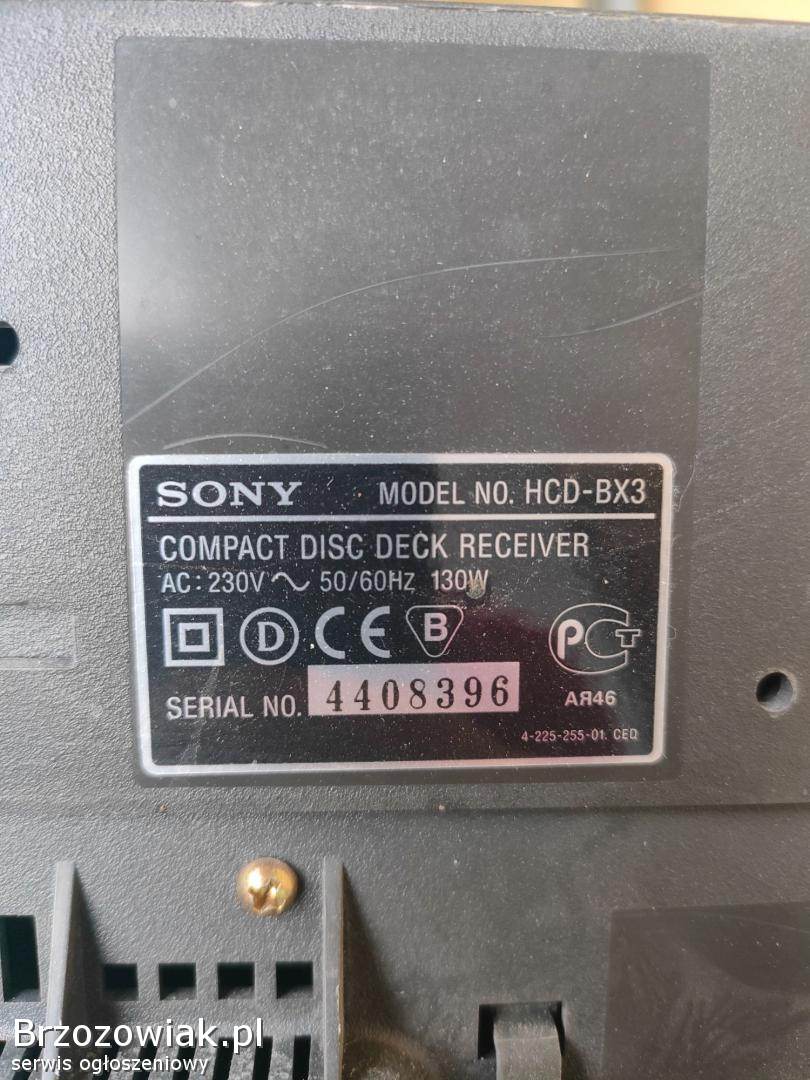 SONY MODEL NO. HCD-BX3
COMPACT DISC DECK RECEIVER
AC: 230V ~ 50/60Hz 130W
D CE B PCT
SERIAL NO. 4408396 АЯ46
4-225-255-01. CED
Brzozowiak.pl
serwis ogłoszeniowy